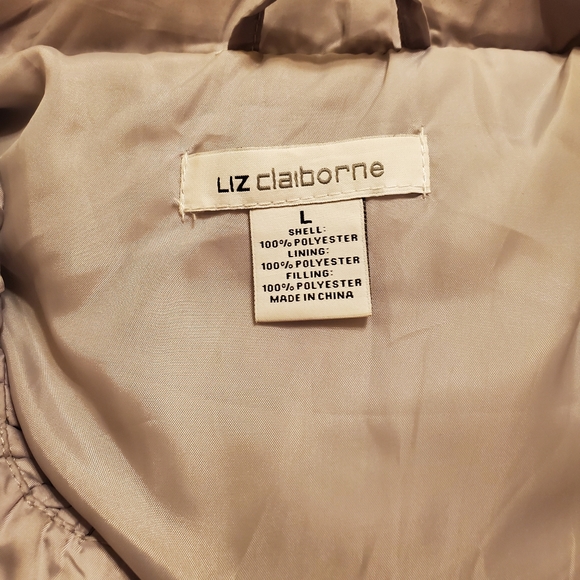 LIZ claiborne
L
SHELL:
100% POLYESTER
LINING:
100% POLYESTER
FILLING:
100% POLYESTER
MADE IN CHINA